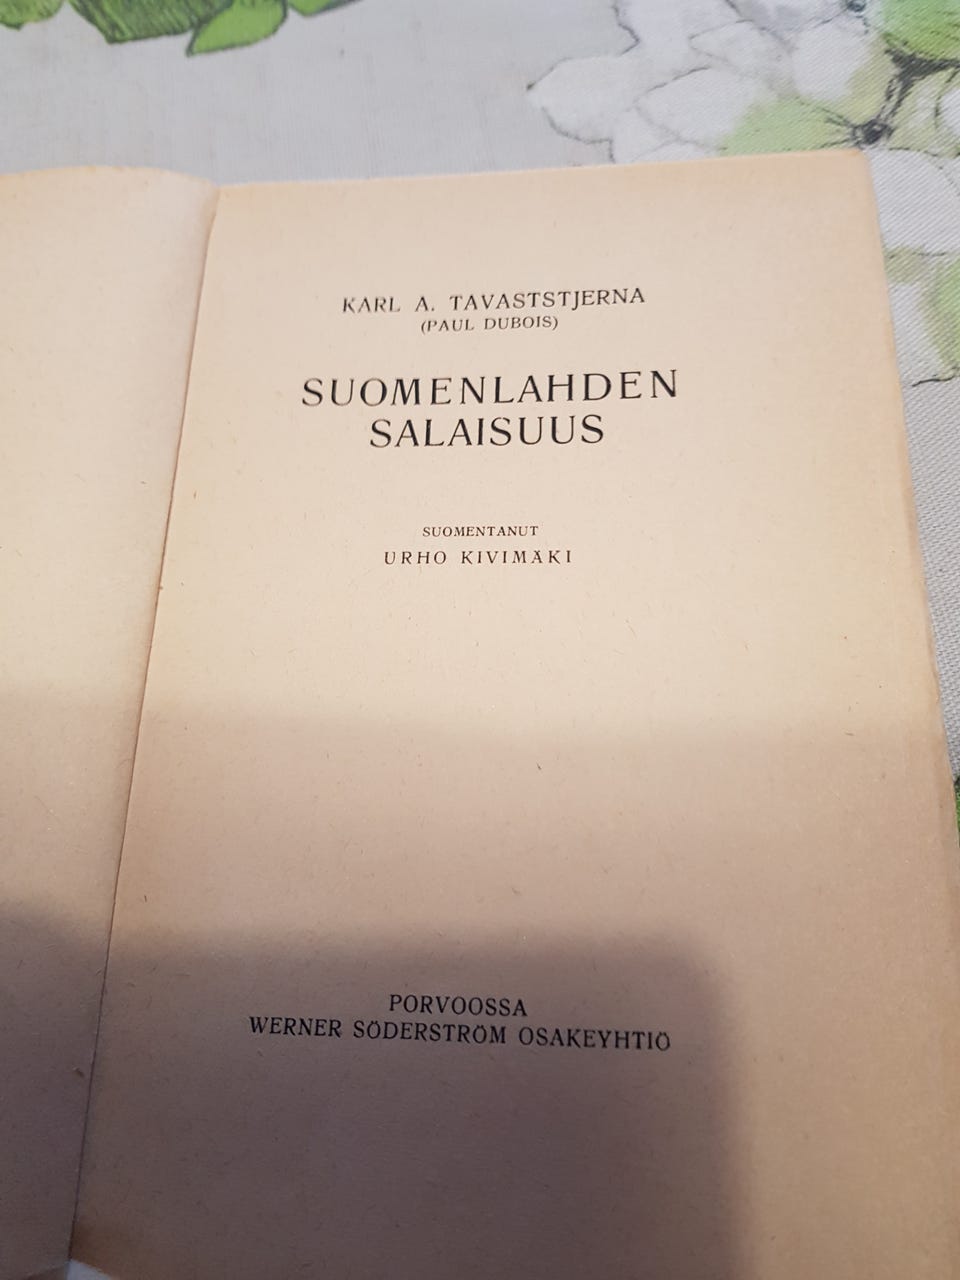 KARL A. TAVASTSTJERNA
(PAUL DUBOIS)
SUOMENLAHDEN
SALAISUUS
SUOMENTANUT
URHO KIVIMÄKI
PORVOOSSA
WERNER SÖDERSTRÖM OSAKEYHTIÖ